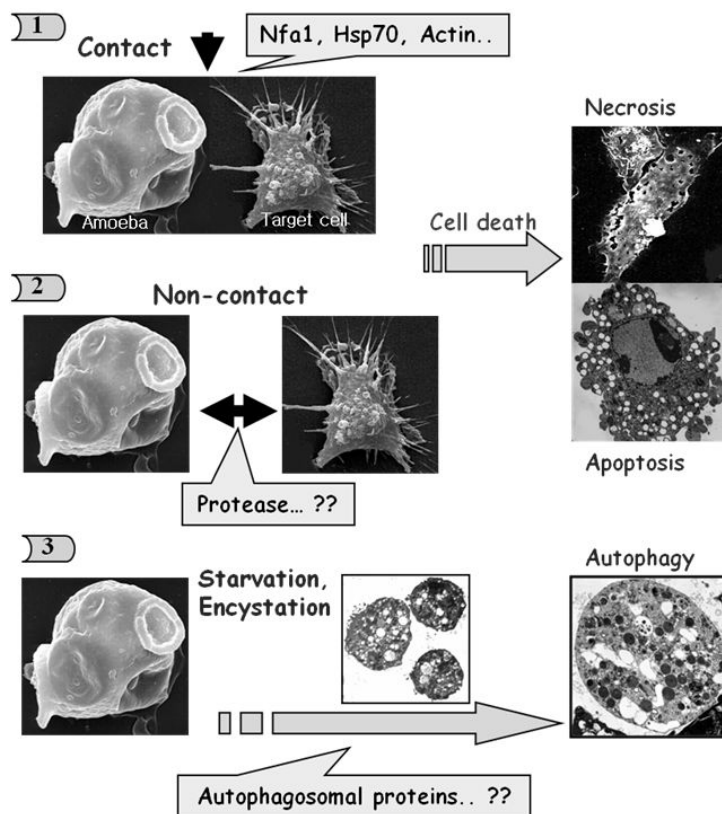 1
Contact
Nfa1, Hsp70, Actin..
Amoeba
Target cell
Cell death
Necrosis
Apoptosis
2
Non-contact
Protease... ??
3
Starvation,
Encystation
Autophagy
Autophagosomal proteins.. ??